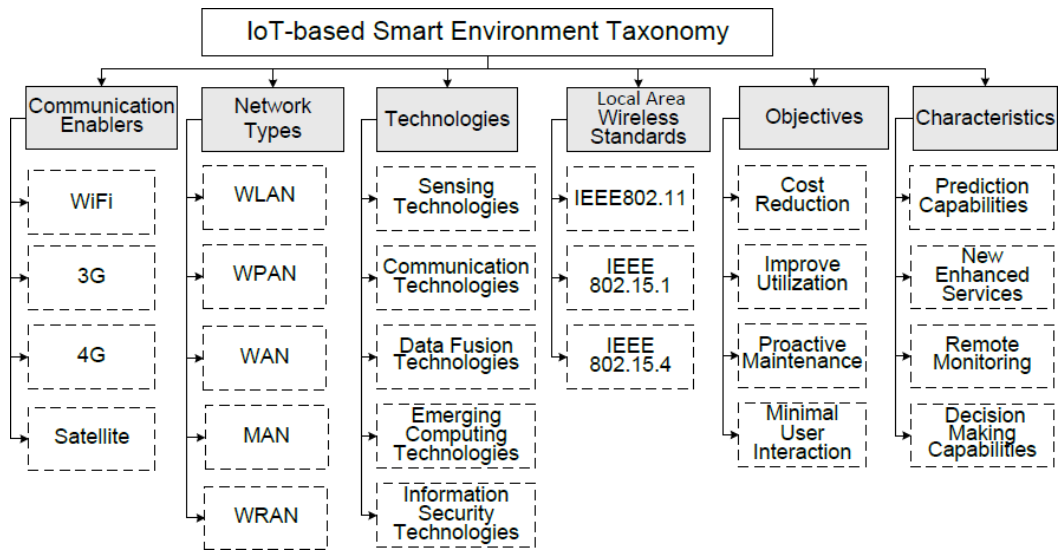 IoT-based Smart Environment Taxonomy
Communication
Enablers
WiFi
3G
4G
Satellite
Network
Types
WLAN
WPAN
WAN
MAN
WRAN
Technologies
Sensing
Technologies
Communication
Technologies
Data Fusion
Technologies
Emerging
Computing
Technologies
Information
Security
Technologies
Local Area
Wireless
Standards
IEEE802.11
IEEE
802.15.1
IEEE
802.15.4
Objectives
Cost
Reduction
Improve
Utilization
Proactive
Maintenance
Minimal
User
Interaction
Characteristics
Prediction
Capabilities
New
Enhanced
Services
Remote
Monitoring
Decision
Making
Capabilities